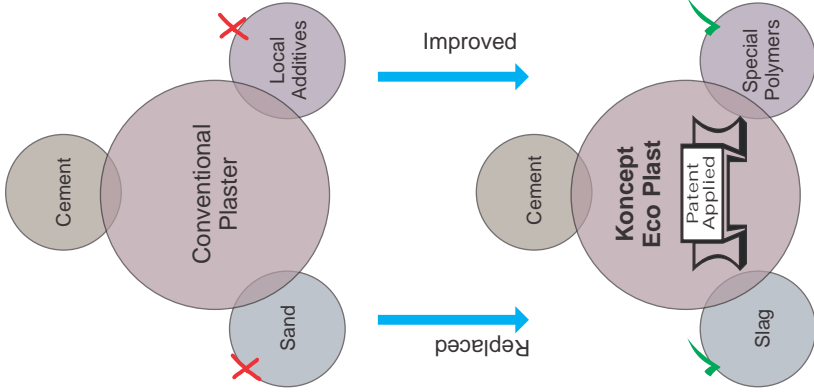 Cement
Conventional
Plaster
Sand
Local
Additives
Replaced
Improved
Cement
Koncept
Eco Plast
Patent
Applied
Slag
Special
Polymers